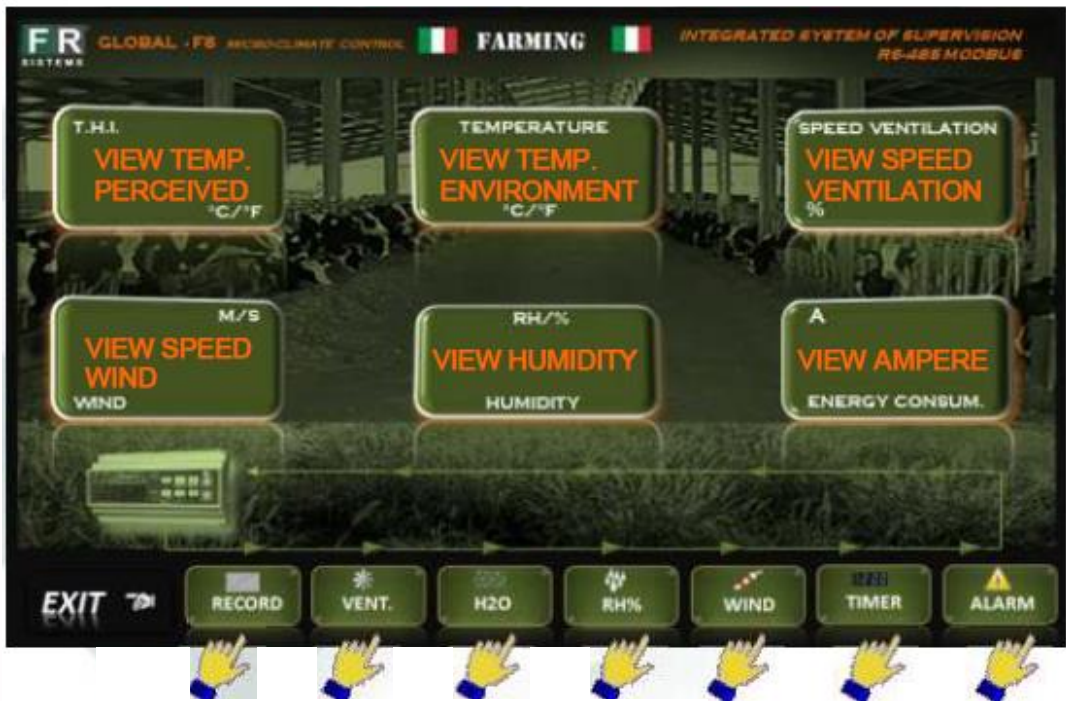 FR
SISTEMS
GLOBAL - F8 MICROCLIMATE CONTROL
FARMING
INTEGRATED SYSTEM OF SUPERVISION
RS-485 MODBUS
T.H.I.
VIEW TEMP.
PERCEIVED
°C/°F
TEMPERATURE
VIEW TEMP.
ENVIRONMENT
°C/°F
SPEED VENTILATION
VIEW SPEED
VENTILATION
%
M/S
VIEW SPEED
WIND
WIND
RH/%
VIEW HUMIDITY
HUMIDITY
A
VIEW AMPERE
ENERGY CONSUM.
EXIT
RECORD
VENT.
H2O
RH%
WIND
TIMER
ALARM